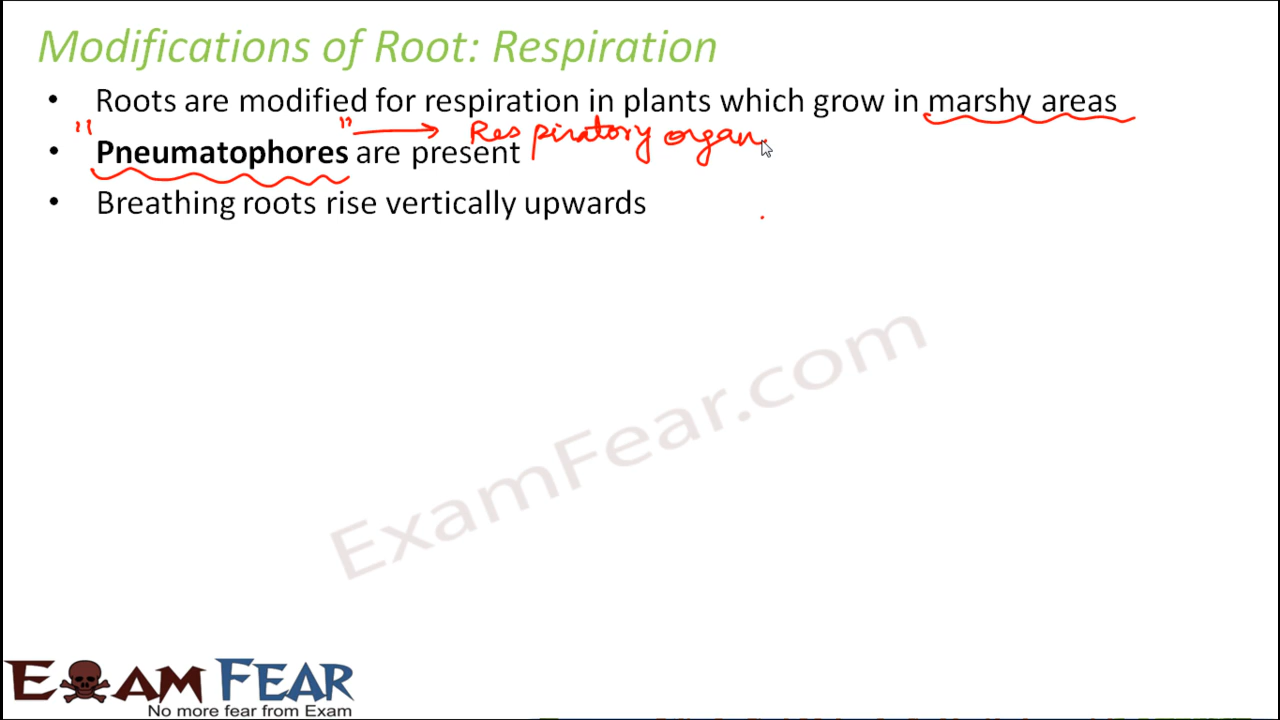 Modifications of Root: Respiration
• Roots are modified for respiration in plants which grow in marshy areas
" " → Respiratory organ
• Pneumatophores are present
• Breathing roots rise vertically upwards
ExamFear.com
EXAM FEAR
No more fear from Exam